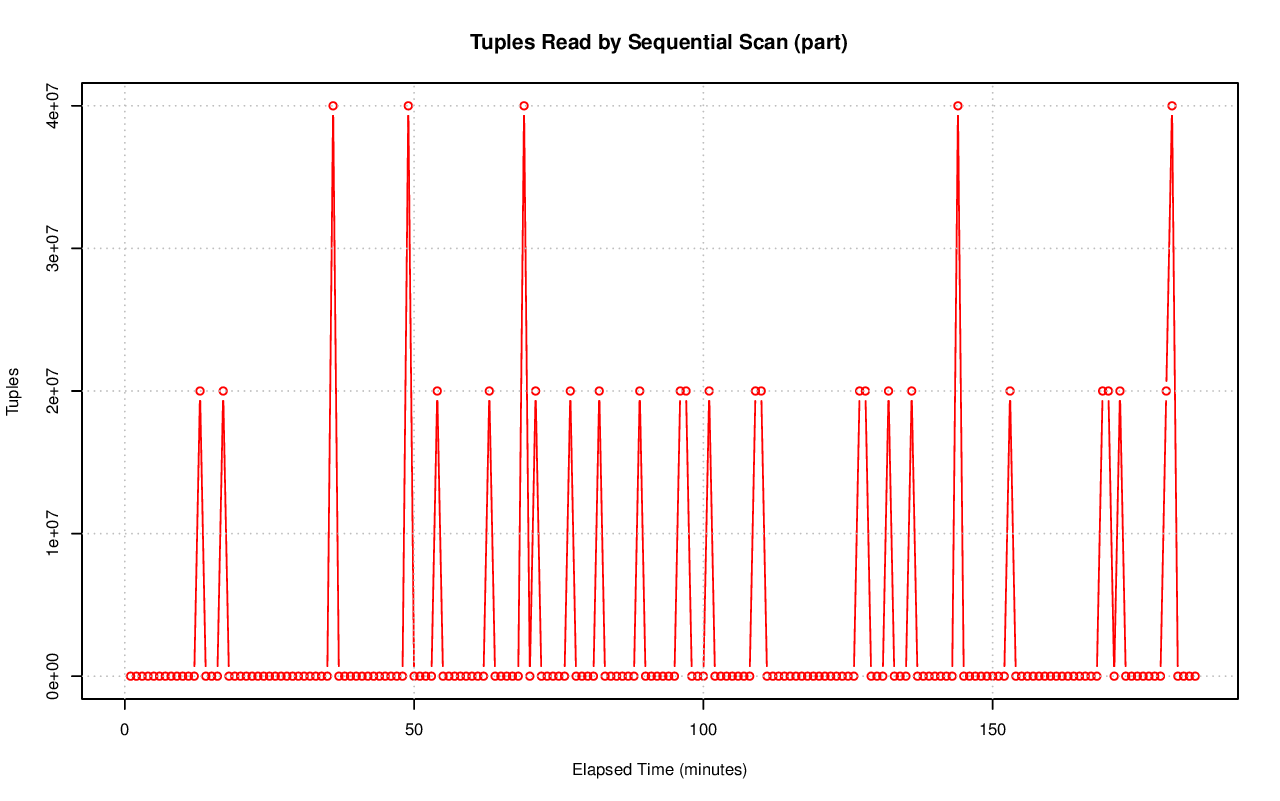 Tuples Read by Sequential Scan (part)
4e+07
3e+07
2e+07
1e+07
0e+00
Tuples
0 50 100 150
Elapsed Time (minutes)